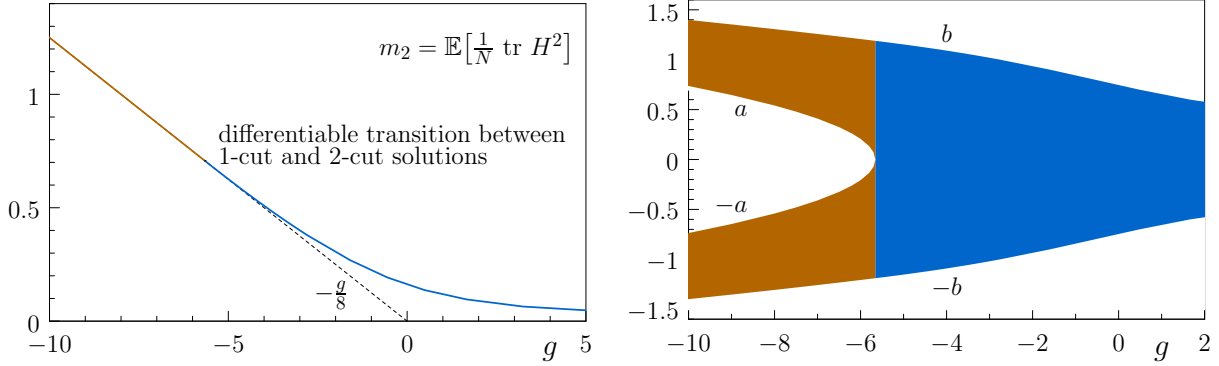 m₂ = 𝔼[1/N tr H²]
1
differentiable transition between
1-cut and 2-cut solutions
0.5
−g/8
0
−10 −5 0 g 5
1.5
b
1
0.5
a
0
−0.5
−a
−1
−b
−1.5
−10 −8 −6 −4 −2 0 g 2